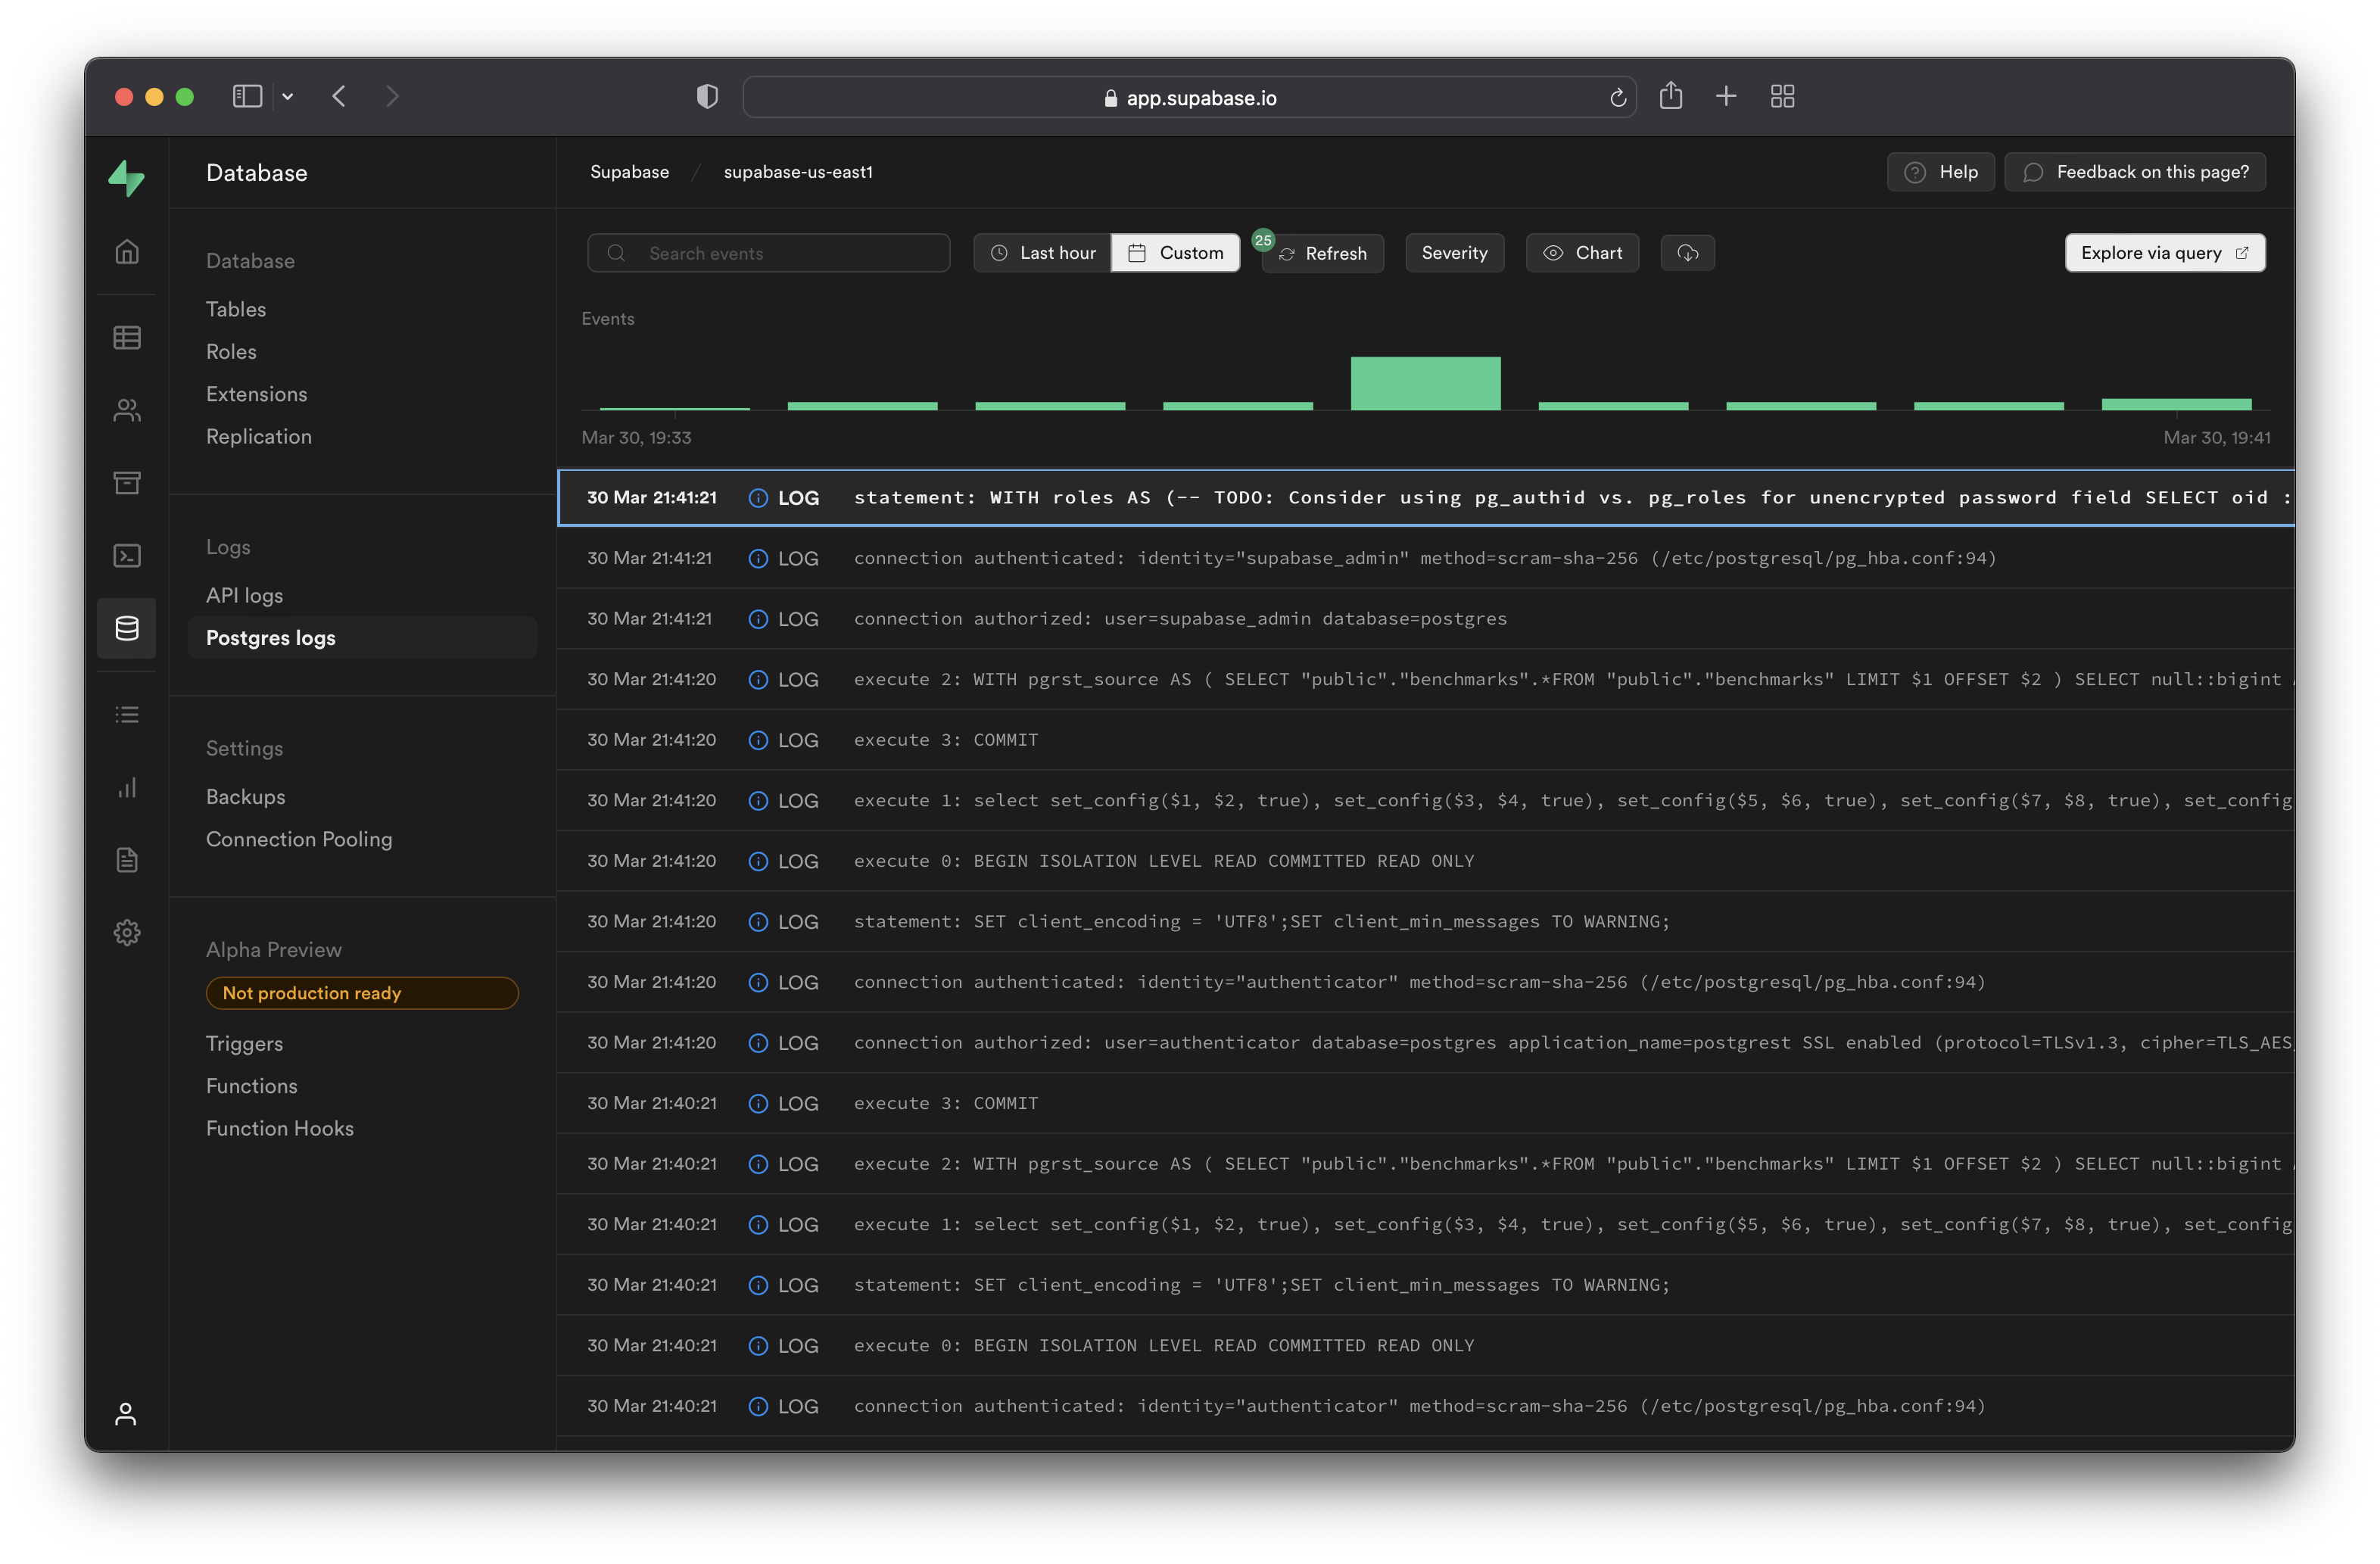 app.supabase.io
Database
Supabase / supabase-us-east1
Help
Feedback on this page?
Database
Tables
Roles
Extensions
Replication
Logs
API logs
Postgres logs
Settings
Backups
Connection Pooling
Alpha Preview
Not production ready
Triggers
Functions
Function Hooks
Search events
Last hour
Custom
25
Refresh
Severity
Chart
Explore via query
Events
Mar 30, 19:33
Mar 30, 19:41
30 Mar 21:41:21 LOG statement: WITH roles AS (-- TODO: Consider using pg_authid vs. pg_roles for unencrypted password field SELECT oid :
30 Mar 21:41:21 LOG connection authenticated: identity="supabase_admin" method=scram-sha-256 (/etc/postgresql/pg_hba.conf:94)
30 Mar 21:41:21 LOG connection authorized: user=supabase_admin database=postgres
30 Mar 21:41:20 LOG execute 2: WITH pgrst_source AS ( SELECT "public"."benchmarks".*FROM "public"."benchmarks" LIMIT $1 OFFSET $2 ) SELECT null::bigint
30 Mar 21:41:20 LOG execute 3: COMMIT
30 Mar 21:41:20 LOG execute 1: select set_config($1, $2, true), set_config($3, $4, true), set_config($5, $6, true), set_config($7, $8, true), set_config
30 Mar 21:41:20 LOG execute 0: BEGIN ISOLATION LEVEL READ COMMITTED READ ONLY
30 Mar 21:41:20 LOG statement: SET client_encoding = 'UTF8';SET client_min_messages TO WARNING;
30 Mar 21:41:20 LOG connection authenticated: identity="authenticator" method=scram-sha-256 (/etc/postgresql/pg_hba.conf:94)
30 Mar 21:41:20 LOG connection authorized: user=authenticator database=postgres application_name=postgrest SSL enabled (protocol=TLSv1.3, cipher=TLS_AES_
30 Mar 21:40:21 LOG execute 3: COMMIT
30 Mar 21:40:21 LOG execute 2: WITH pgrst_source AS ( SELECT "public"."benchmarks".*FROM "public"."benchmarks" LIMIT $1 OFFSET $2 ) SELECT null::bigint
30 Mar 21:40:21 LOG execute 1: select set_config($1, $2, true), set_config($3, $4, true), set_config($5, $6, true), set_config($7, $8, true), set_config
30 Mar 21:40:21 LOG statement: SET client_encoding = 'UTF8';SET client_min_messages TO WARNING;
30 Mar 21:40:21 LOG execute 0: BEGIN ISOLATION LEVEL READ COMMITTED READ ONLY
30 Mar 21:40:21 LOG connection authenticated: identity="authenticator" method=scram-sha-256 (/etc/postgresql/pg_hba.conf:94)